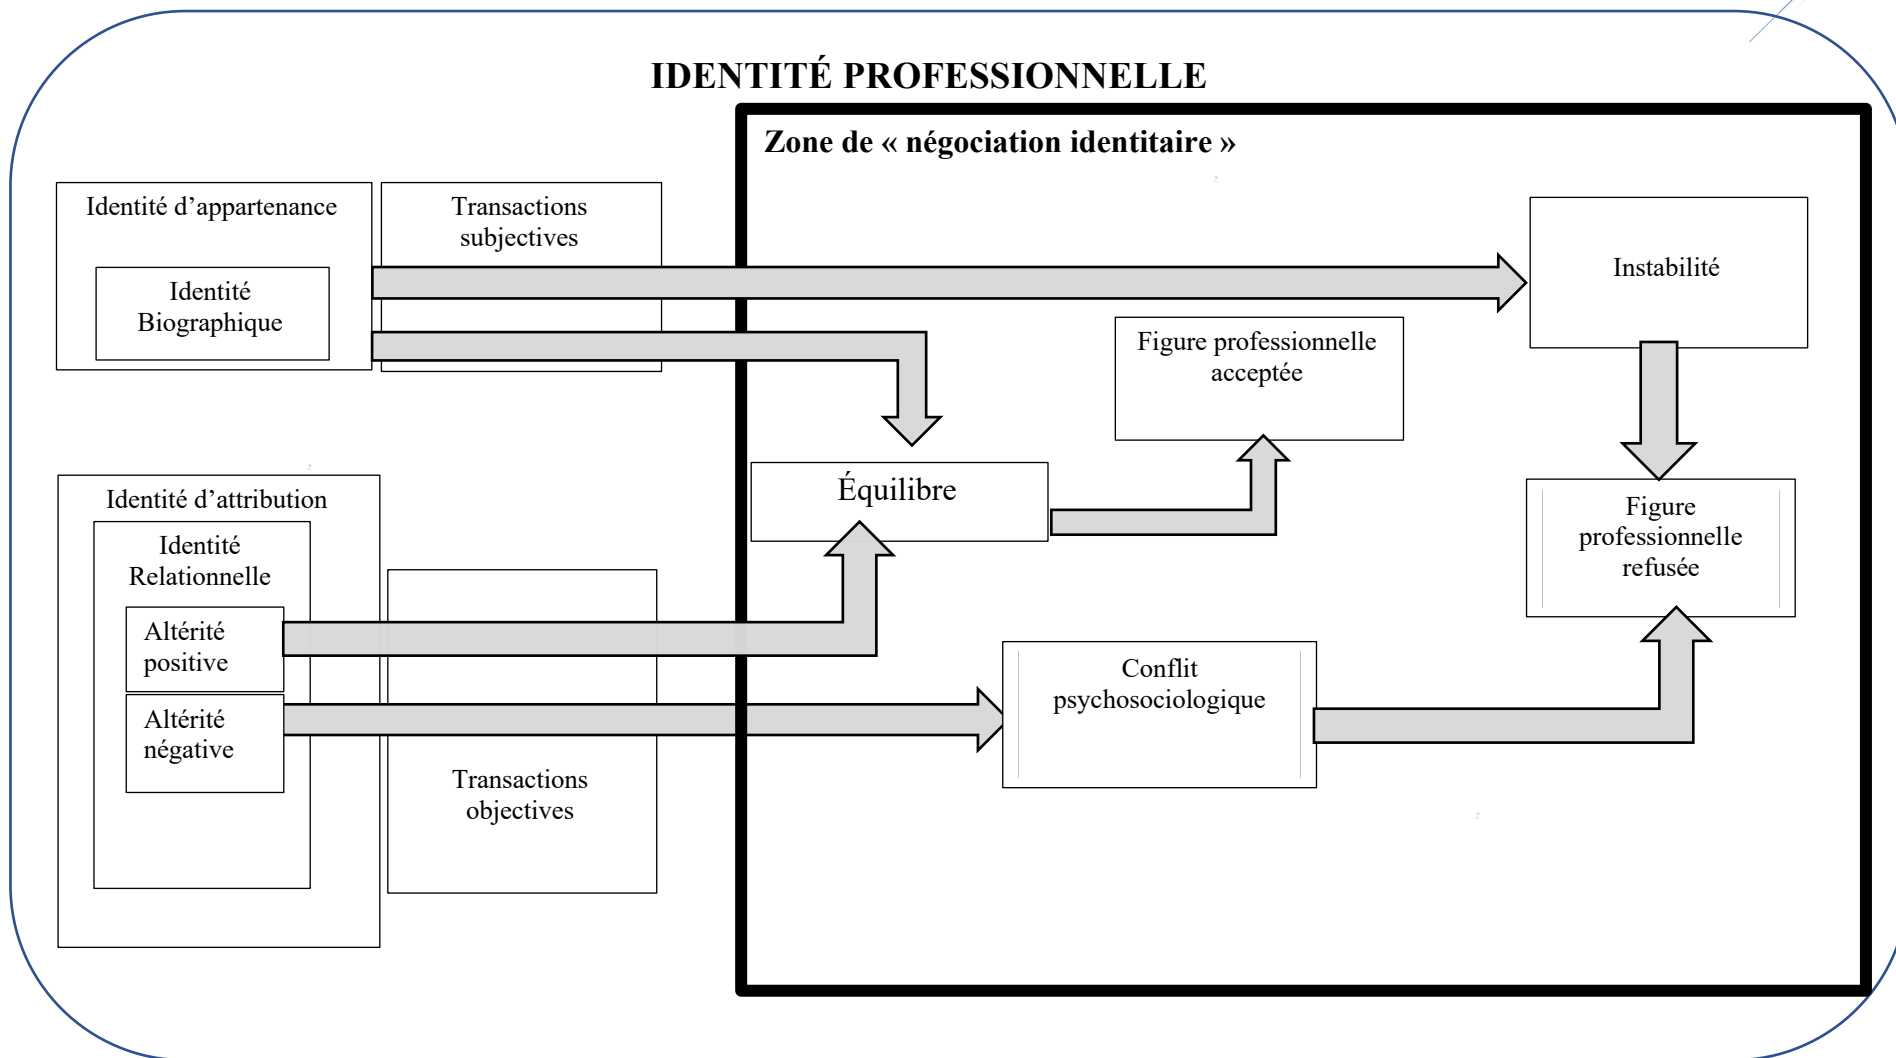 IDENTITÉ PROFESSIONNELLE
Zone de « négociation identitaire »
Identité d’appartenance
Identité
Biographique
Transactions
subjectives
Instabilité
Figure professionnelle
acceptée
Équilibre
Figure
professionnelle
refusée
Identité d’attribution
Identité
Relationnelle
Altérité
positive
Altérité
négative
Transactions
objectives
Conflit
psychosociologique